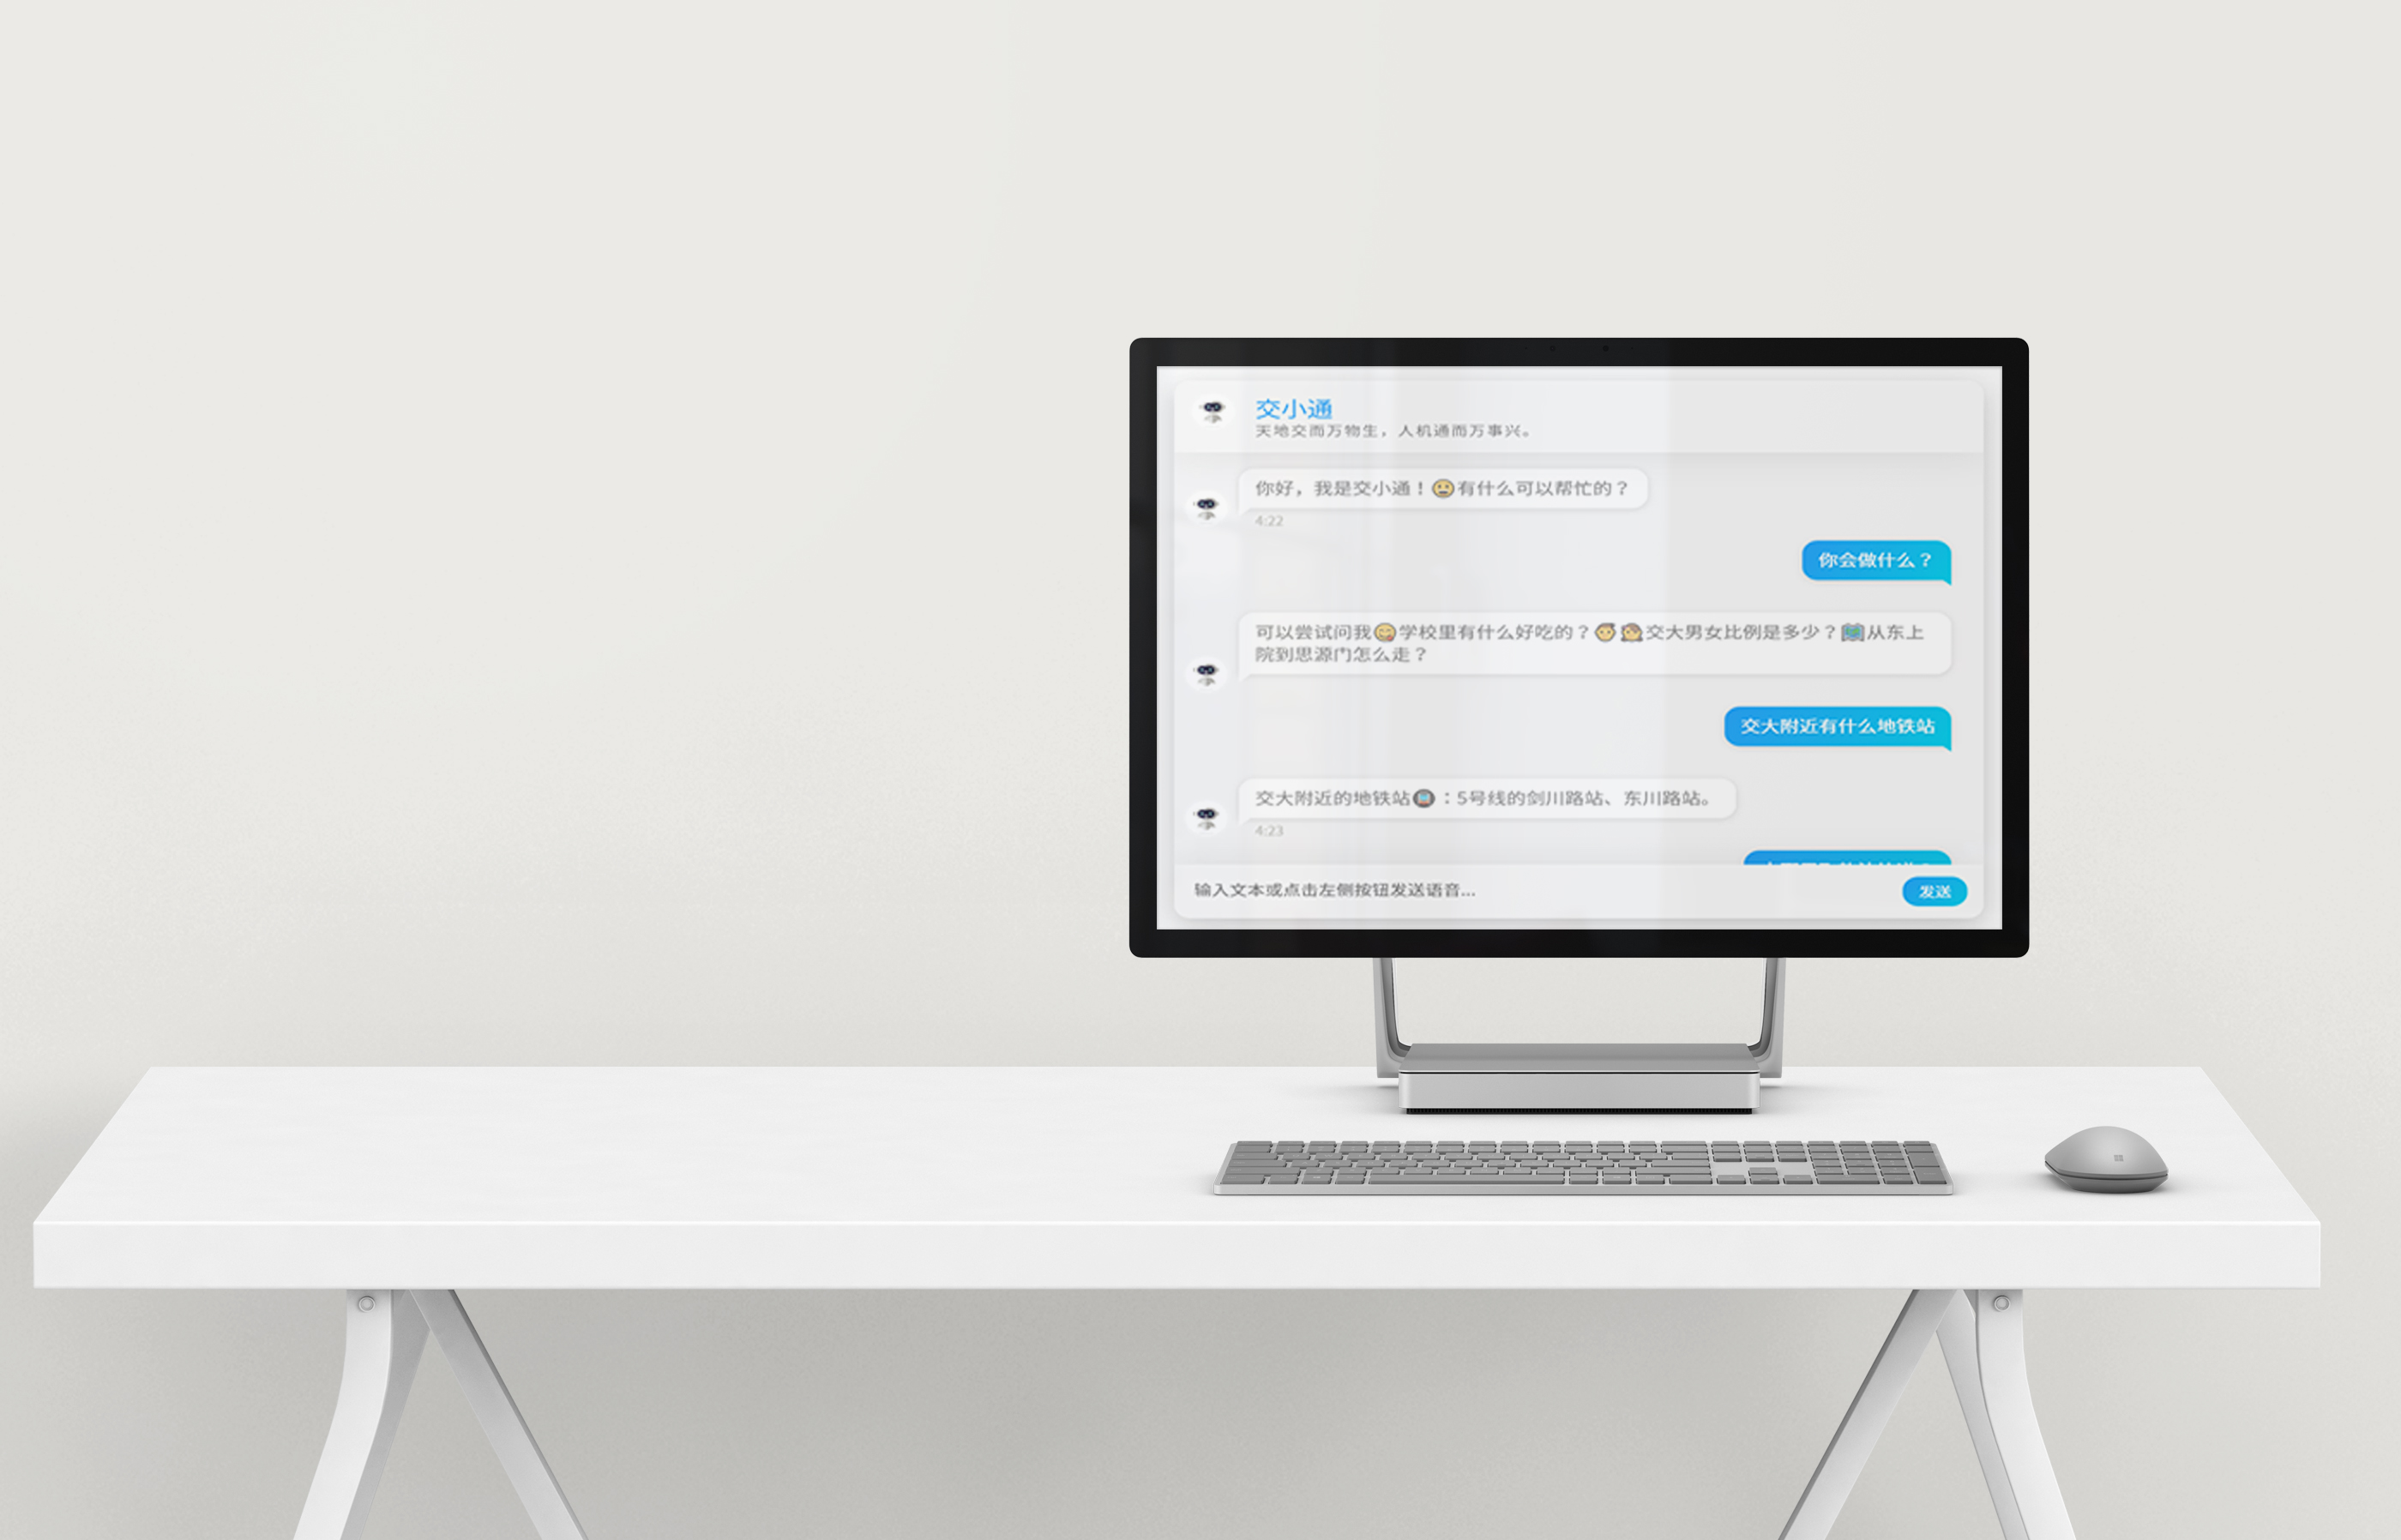 交小通
天地交而万物生，人机通而万事兴。
你好，我是交小通！😀有什么可以帮忙的？
4:22
你会做什么？
可以尝试问我😋学校里有什么好吃的？👦👩交大男女比例是多少？🗺从东上
院到思源门怎么走？
交大附近有什么地铁站
交大附近的地铁站🚇：5号线的剑川路站、东川路站。
4:23
输入文本或点击左侧按钮发送语音...
发送